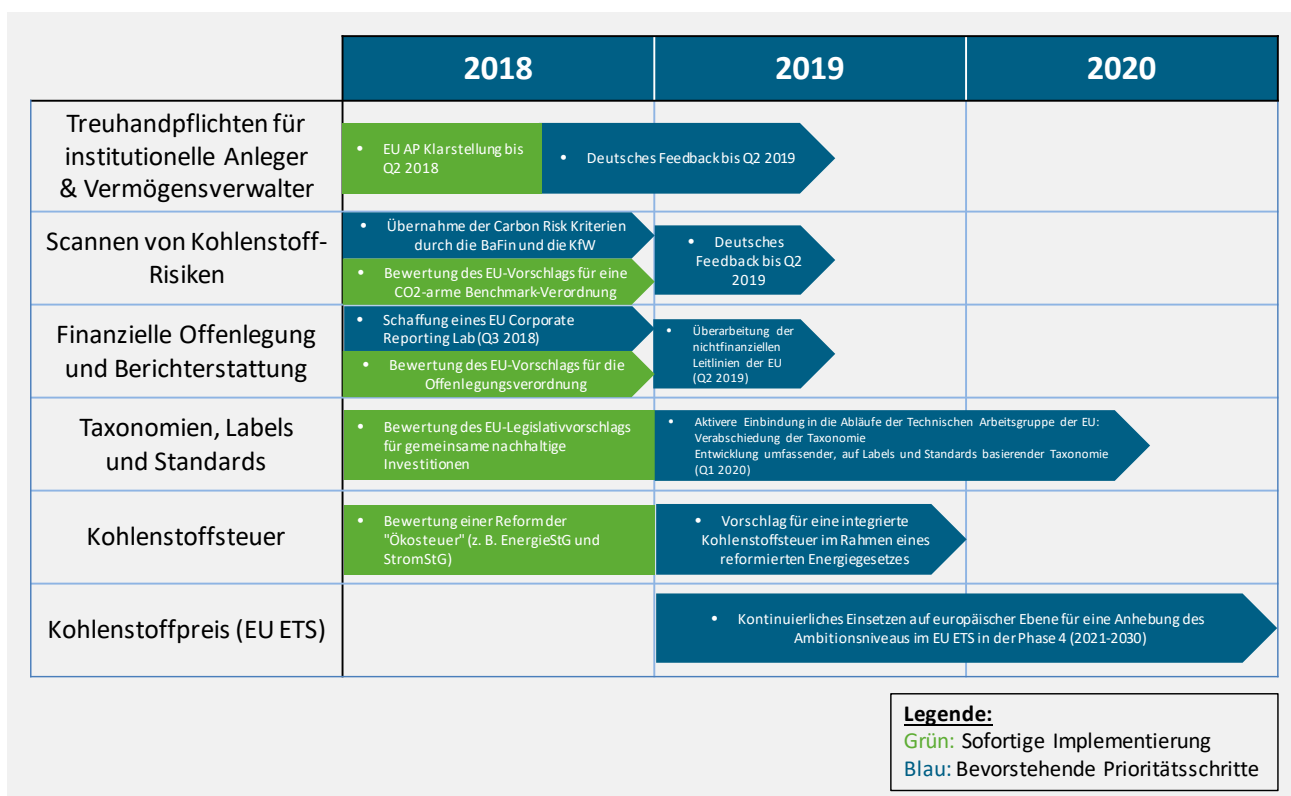 2018
2019
2020
Treuhandpflichten für
institutionelle Anleger
& Vermögensverwalter
• EU AP Klarstellung bis
Q2 2018
• Deutsches Feedback bis Q2 2019
Scannen von Kohlenstoff-
Risiken
• Übernahme der Carbon Risk Kriterien
durch die BaFin und die KfW
• Bewertung des EU-Vorschlags für eine
CO2-arme Benchmark-Verordnung
• Deutsches
Feedback bis Q2
2019
Finanzielle Offenlegung
und Berichterstattung
• Schaffung eines EU Corporate
Reporting Lab (Q3 2018)
• Bewertung des EU-Vorschlags für die
Offenlegungsverordnung
• Überarbeitung der
nichtfinanziellen
Leitlinien der EU
(Q2 2019)
Taxonomien, Labels
und Standards
• Bewertung des EU-Legislativvorschlags
für gemeinsame nachhaltige
Investitionen
• Aktivere Einbindung in die Abläufe der Technischen Arbeitsgruppe der EU:
Verabschiedung der Taxonomie
Entwicklung umfassender, auf Labels und Standards basierender Taxonomie
(Q1 2020)
Kohlenstoffsteuer
• Bewertung einer Reform der
"Ökosteuer" (z. B. EnergieStG und
StromStG)
• Vorschlag für eine integrierte
Kohlenstoffsteuer im Rahmen eines
reformierten Energiegesetzes
Kohlenstoffpreis (EU ETS)
• Kontinuierliches Einsetzen auf europäischer Ebene für eine Anhebung des
Ambitionsniveaus im EU ETS in der Phase 4 (2021-2030)
Legende:
Grün: Sofortige Implementierung
Blau: Bevorstehende Prioritätsschritte